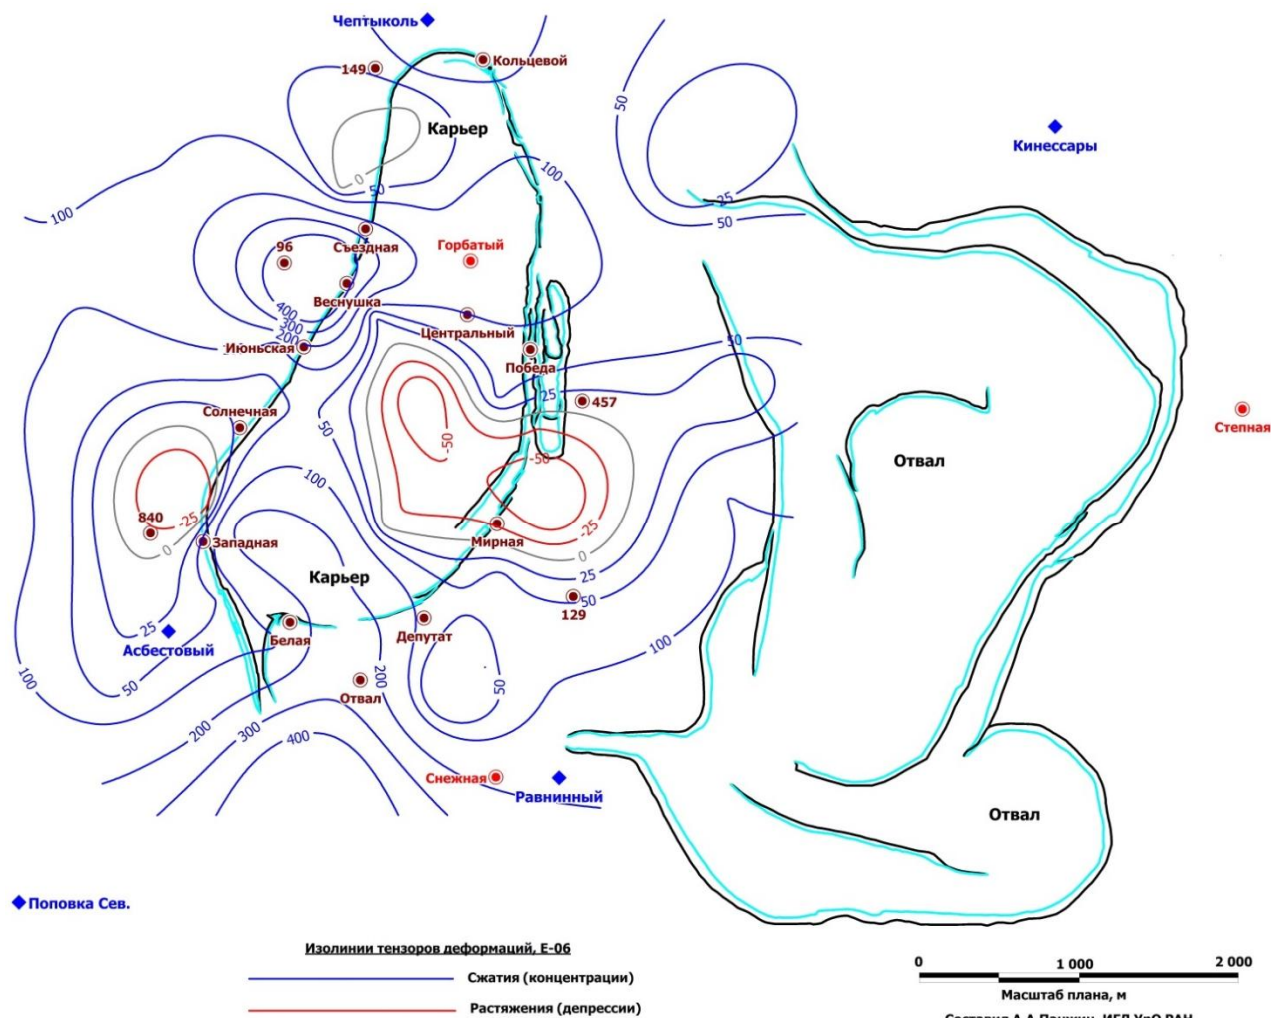 Чептыколь
Кольцевой
149
Карьер
50
Кинессары
0
50
100
25
50
100
Съездная
96
Горбатый
Веснушка
400
300
200
Центральный
Июньская
50
Победа
25
457
Солнечная
Степная
50
-50
Отвал
-50
100
840
-25
-25
Мирная
0
0
Западная
Карьер
25
50
129
25
Асбестовый
Белая
Депутат
100
100
50
200
50
Отвал
200
300
400
Снежная
Равнинный
Отвал
Поповка Сев.
Изолинии тензоров деформаций, Е-06
Сжатия (концентрации)
Растяжения (депрессии)
0 1 000 2 000
Масштаб плана, м